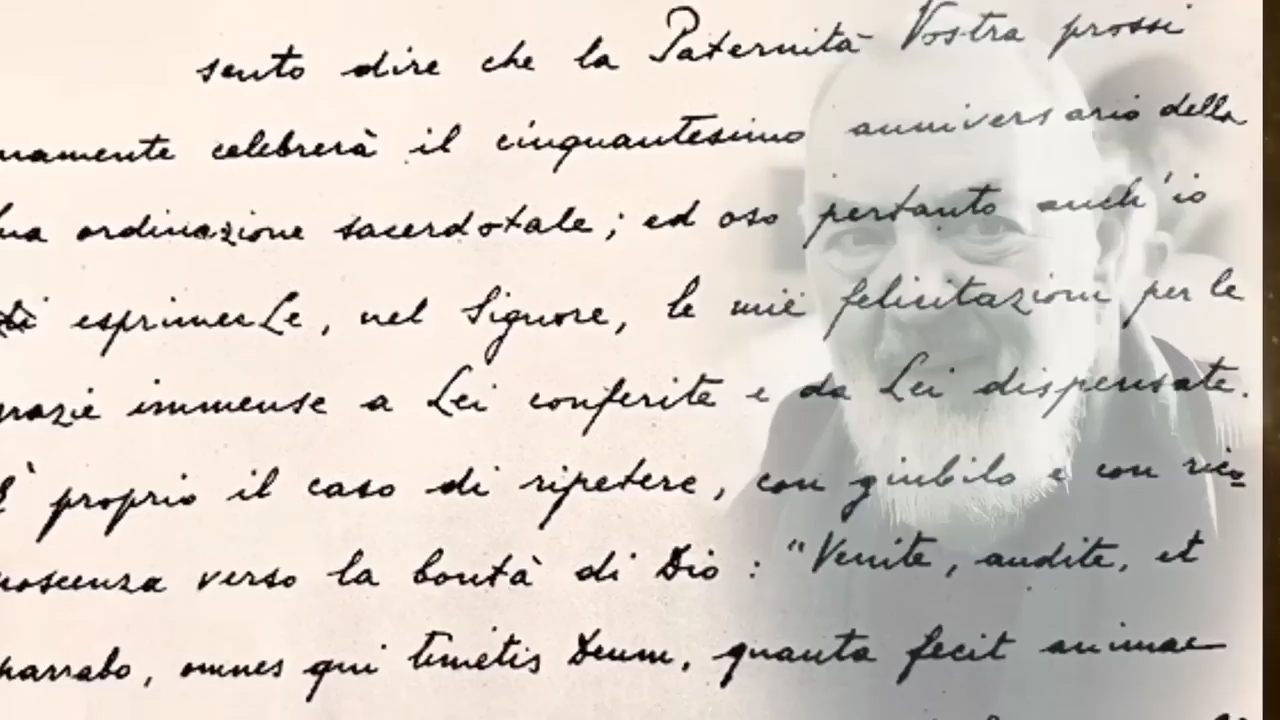 sento dire che la Paternità Vostra prossi
mamente celebrerà il cinquantesimo anniversario della
ua ordinazione sacerdotale; ed oso pertanto anch'io
di esprimerLe, nel Signore, le mie felicitazioni per le
grazie immense a Lei conferite e da Lei dispensate.
È proprio il caso di ripetere, con giubilo e con rico
noscenza verso la bontà di Dio: "Venite, audite, et
narrabo, omnes qui timetis Deum, quanta fecit animae